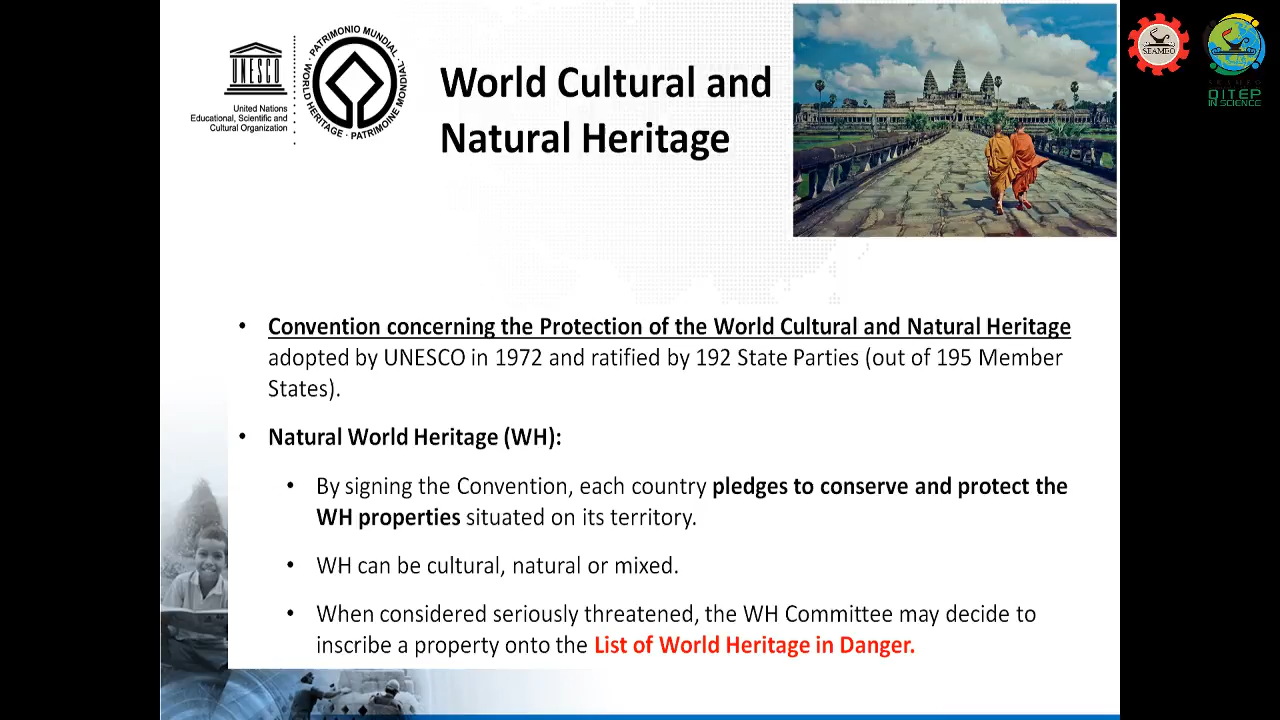 UNESCO
United Nations
Educational, Scientific and
Cultural Organization
WORLD HERITAGE · PATRIMONIO MUNDIAL · PATRIMOINE MONDIAL ·
World Cultural and
Natural Heritage
SEAMEO
SEAMEO
QITEP
IN SCIENCE
• Convention concerning the Protection of the World Cultural and Natural Heritage
adopted by UNESCO in 1972 and ratified by 192 State Parties (out of 195 Member
States).
• Natural World Heritage (WH):
• By signing the Convention, each country pledges to conserve and protect the
WH properties situated on its territory.
• WH can be cultural, natural or mixed.
• When considered seriously threatened, the WH Committee may decide to
inscribe a property onto the List of World Heritage in Danger.